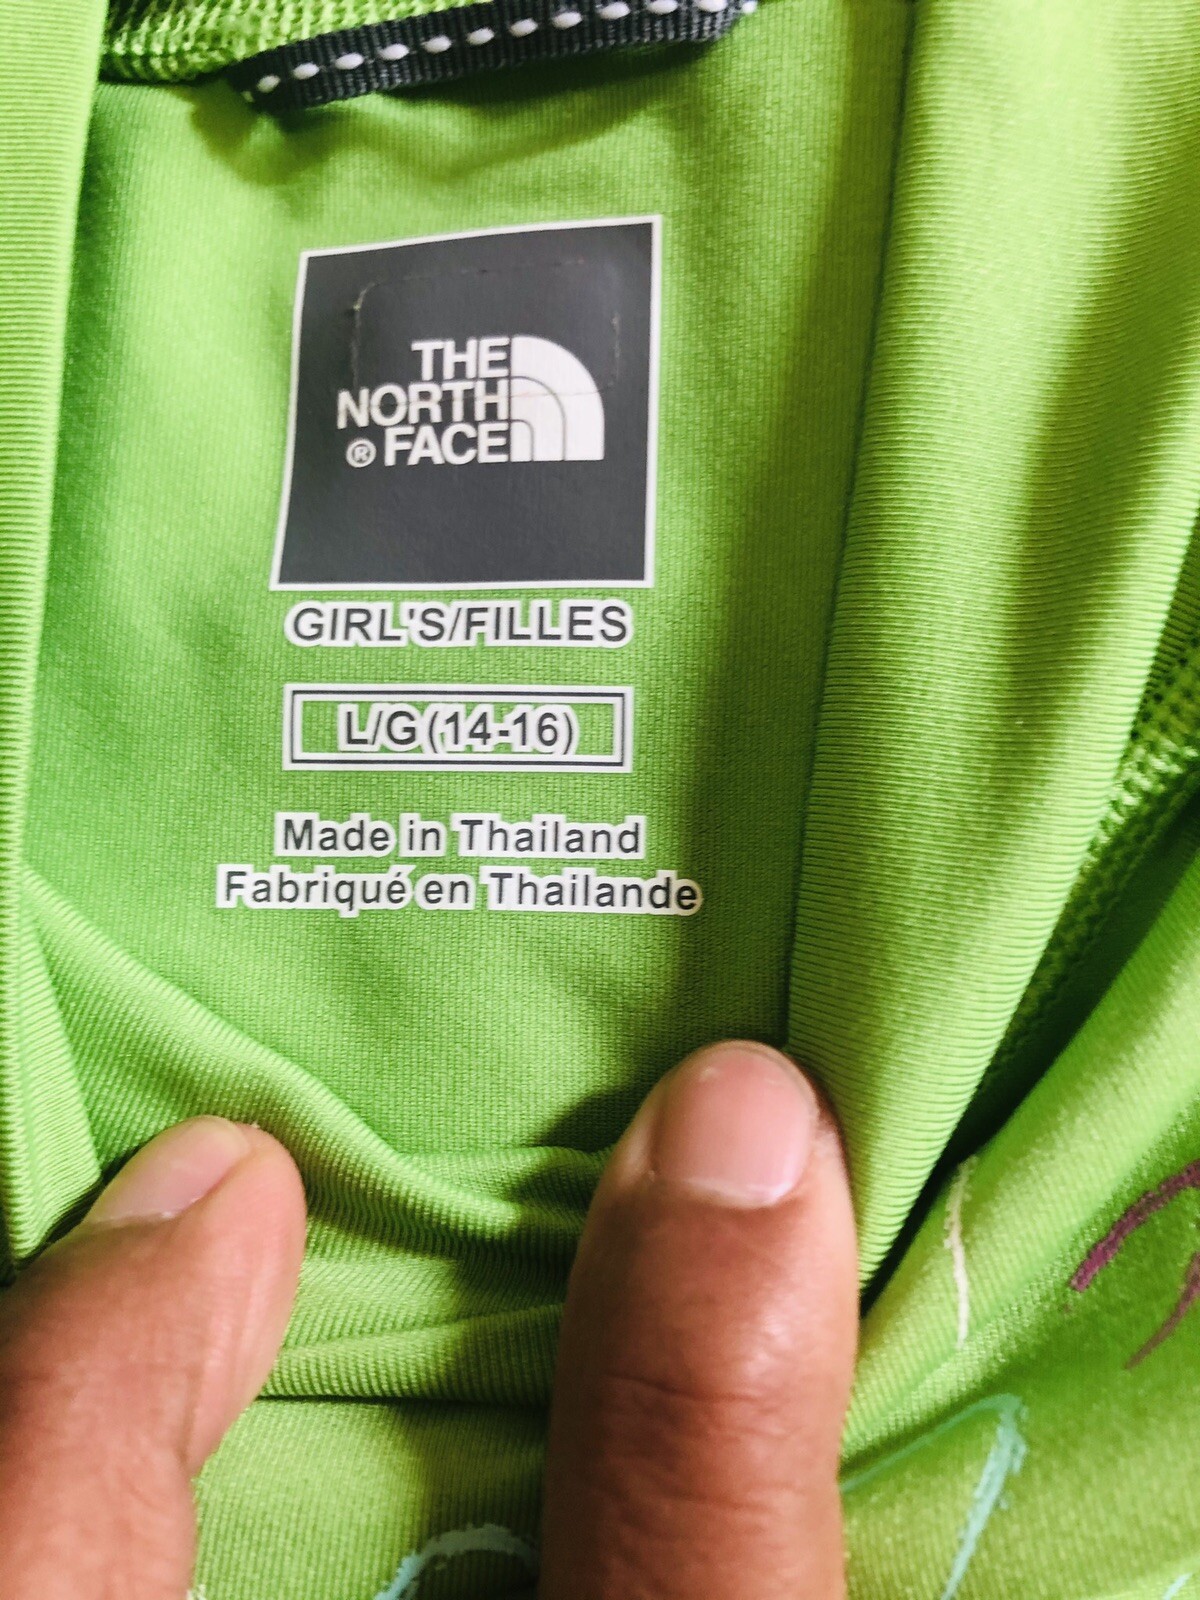 THE
NORTH
® FACE
GIRL'S/FILLES
L/G (14-16)
Made in Thailand
Fabriqué en Thailande